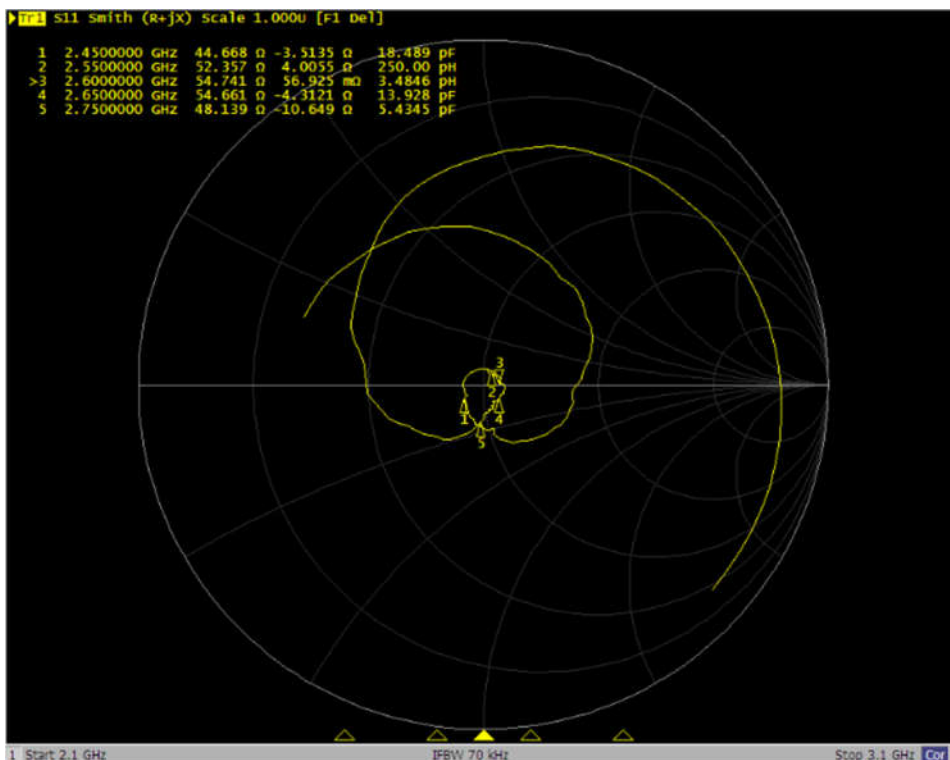 Tr1 S11 Smith (R+jX) Scale 1.000U [F1 Del]
1 2.4500000 GHz 44.668 Ω -3.5135 Ω 18.489 pF
2 2.5500000 GHz 52.357 Ω 4.0055 Ω 250.00 pH
>3 2.6000000 GHz 54.741 Ω 56.925 mΩ 3.4846 pH
4 2.6500000 GHz 54.661 Ω -4.3121 Ω 13.928 pF
5 2.7500000 GHz 48.139 Ω -10.649 Ω 5.4345 pF
3
2
1
4
5
1 Start 2.1 GHz IFBW 70 kHz Stop 3.1 GHz Cor